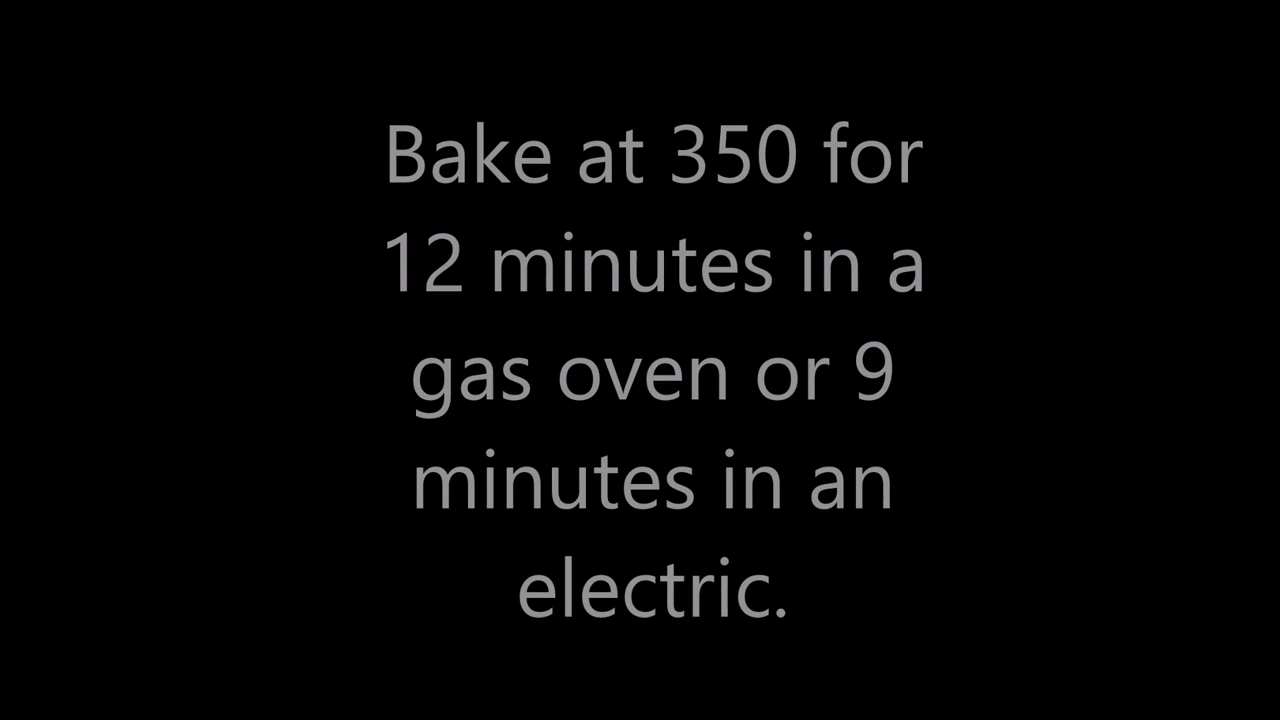 Bake at 350 for
12 minutes in a
gas oven or 9
minutes in an
electric.